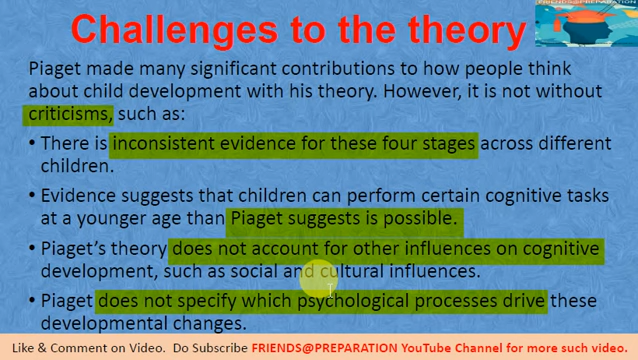 FRIENDS@PREPARATION
Challenges to the theory
Piaget made many significant contributions to how people think
about child development with his theory. However, it is not without
criticisms, such as:
• There is inconsistent evidence for these four stages across different
children.
• Evidence suggests that children can perform certain cognitive tasks
at a younger age than Piaget suggests is possible.
• Piaget's theory does not account for other influences on cognitive
development, such as social and cultural influences.
• Piaget does not specify which psychological processes drive these
developmental changes.
Like & Comment on Video. Do Subscribe FRIENDS@PREPARATION YouTube Channel for more such video.